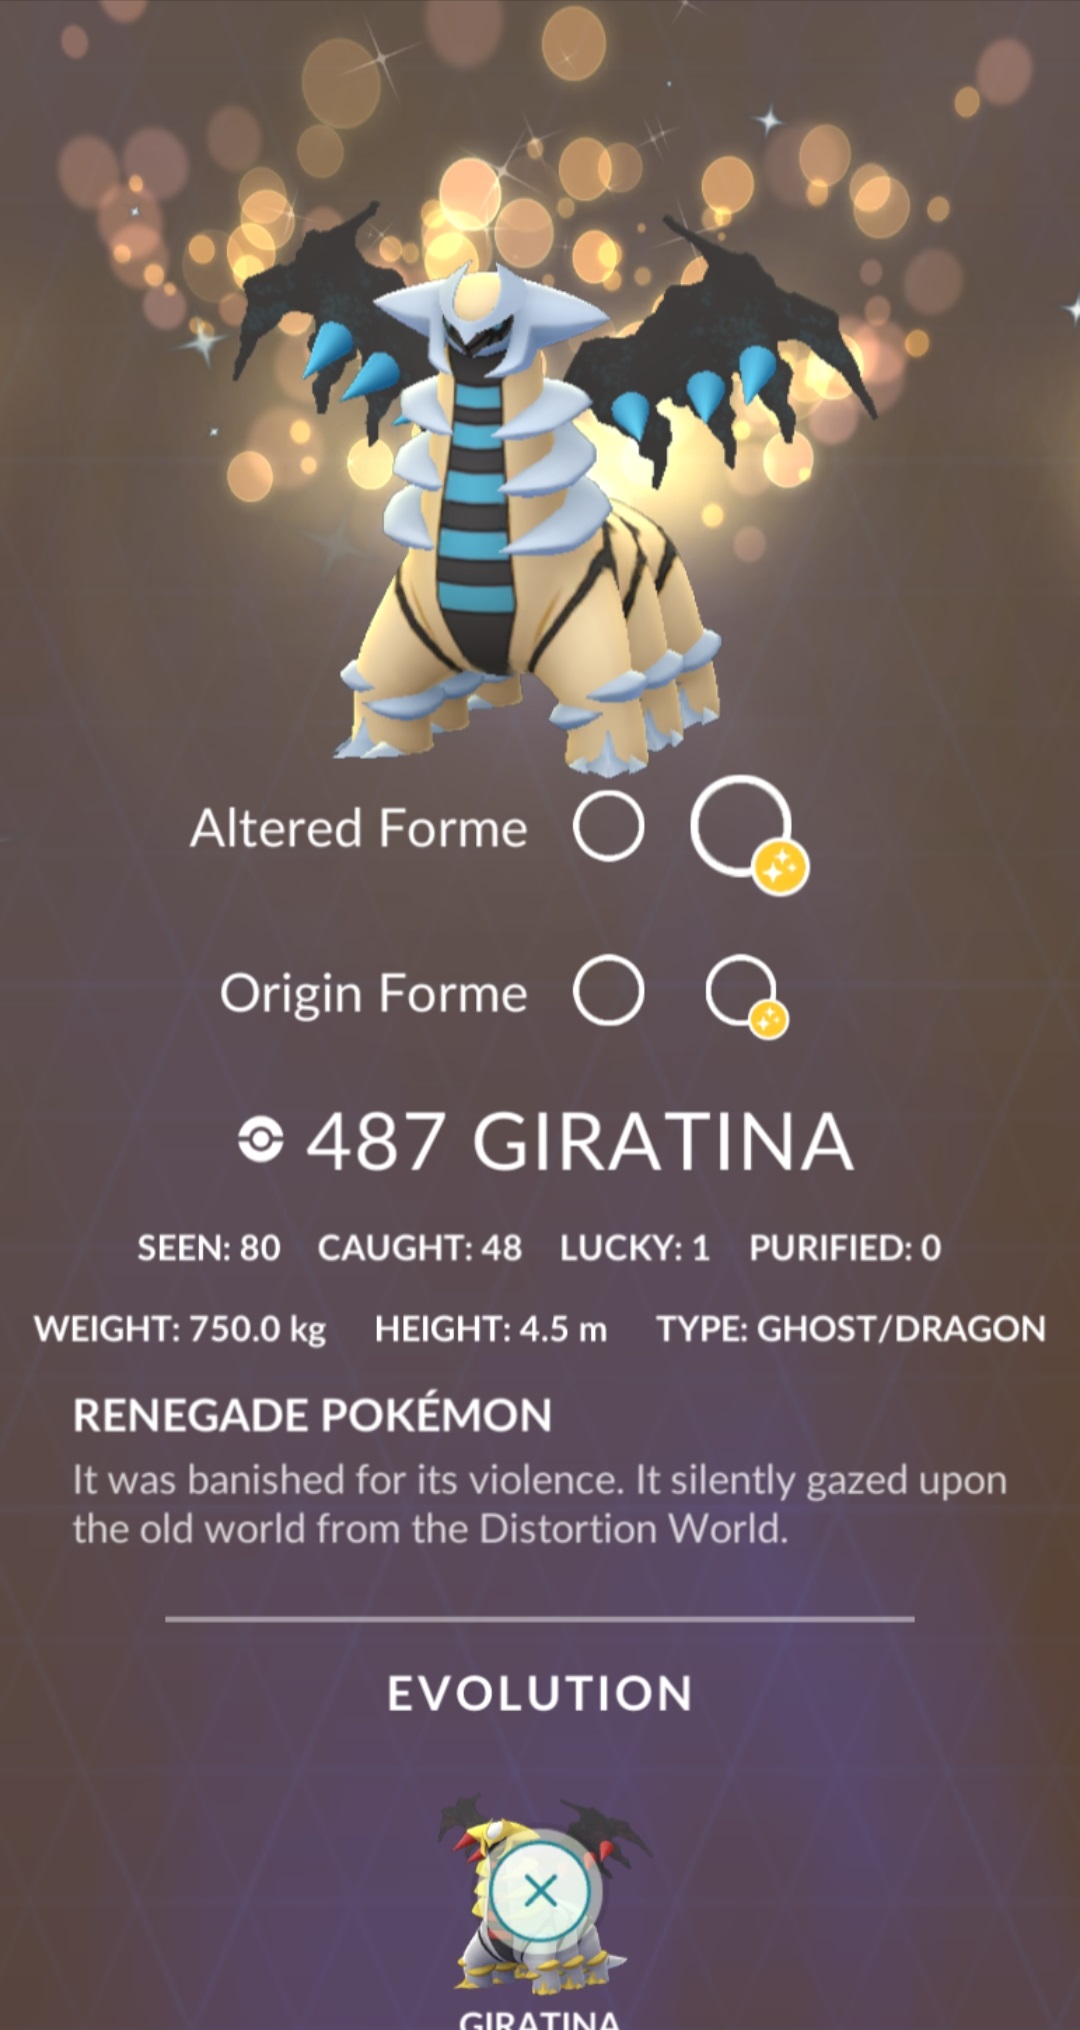 Altered Forme
Origin Forme
487 GIRATINA
SEEN: 80 CAUGHT: 48 LUCKY: 1 PURIFIED: 0
WEIGHT: 750.0 kg HEIGHT: 4.5 m TYPE: GHOST/DRAGON
RENEGADE POKÉMON
It was banished for its violence. It silently gazed upon
the old world from the Distortion World.
EVOLUTION
GIRATINA